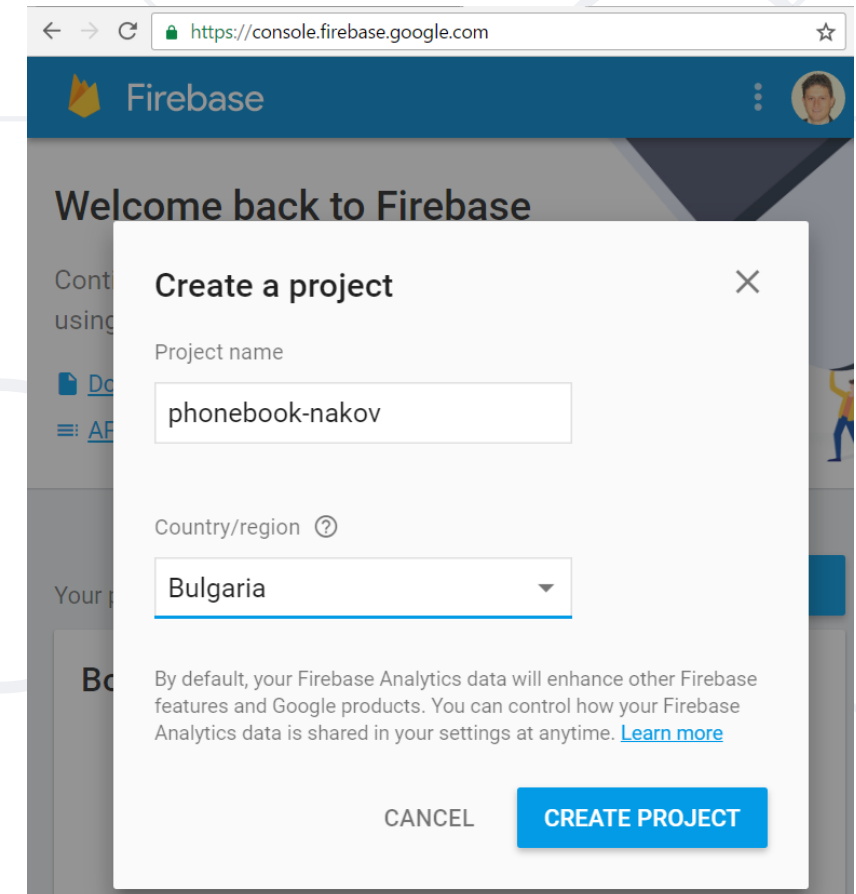 https://console.firebase.google.com
Firebase
Welcome back to Firebase
Create a project
Project name
phonebook-nakov
Country/region
Bulgaria
By default, your Firebase Analytics data will enhance other Firebase
features and Google products. You can control how your Firebase
Analytics data is shared in your settings at anytime. Learn more
CANCEL
CREATE PROJECT
using
Your